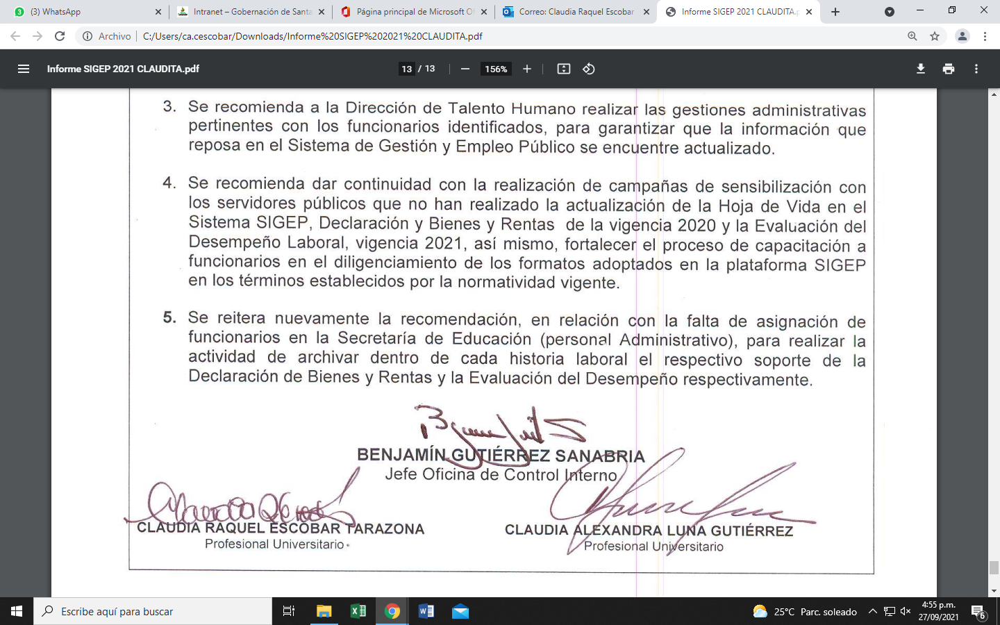 (3) WhatsApp
Intranet – Gobernación de Santa
Página principal de Microsoft Of
Correo: Claudia Raquel Escobar
Informe SIGEP 2021 CLAUDITA.p
Archivo
C:/Users/ca.cescobar/Downloads/Informe%20SIGEP%202021%20CLAUDITA.pdf
Informe SIGEP 2021 CLAUDITA.pdf
13 / 13
156%
3. Se recomienda a la Dirección de Talento Humano realizar las gestiones administrativas
pertinentes con los funcionarios identificados, para garantizar que la información que
reposa en el Sistema de Gestión y Empleo Público se encuentre actualizado.
4. Se recomienda dar continuidad con la realización de campañas de sensibilización con
los servidores públicos que no han realizado la actualización de la Hoja de Vida en el
Sistema SIGEP, Declaración y Bienes y Rentas de la vigencia 2020 y la Evaluación del
Desempeño Laboral, vigencia 2021, así mismo, fortalecer el proceso de capacitación a
funcionarios en el diligenciamiento de los formatos adoptados en la plataforma SIGEP
en los términos establecidos por la normatividad vigente.
5. Se reitera nuevamente la recomendación, en relación con la falta de asignación de
funcionarios en la Secretaría de Educación (personal Administrativo), para realizar la
actividad de archivar dentro de cada historia laboral el respectivo soporte de la
Declaración de Bienes y Rentas y la Evaluación del Desempeño respectivamente.
BENJAMÍN GUTIÉRREZ SANABRIA
Jefe Oficina de Control Interno
CLAUDIA RAQUEL ESCOBAR TARAZONA
Profesional Universitario
CLAUDIA ALEXANDRA LUNA GUTIÉRREZ
Profesional Universitario
Escribe aquí para buscar
25°C Parc. soleado
4:55 p.m.
27/09/2021
6